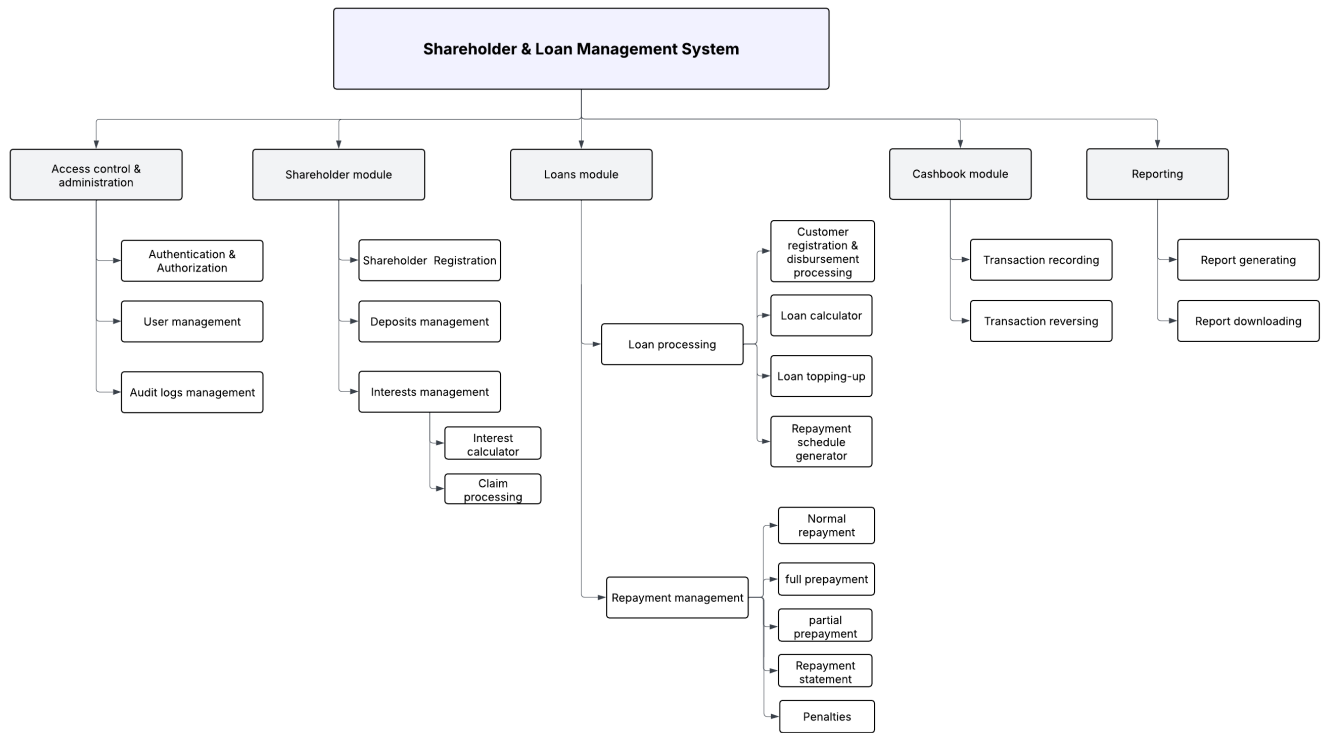 Shareholder & Loan Management System
Access control &
administration
Shareholder module
Loans module
Cashbook module
Reporting
Authentication &
Authorization
User management
Audit logs management
Shareholder  Registration
Deposits management
Interests management
Interest
calculator
Claim
processing
Loan processing
Customer
registration &
disbursement
processing
Loan calculator
Loan topping-up
Repayment
schedule
generator
Repayment management
Normal
repayment
full prepayment
partial
prepayment
Repayment
statement
Penalties
Transaction recording
Transaction reversing
Report generating
Report downloading